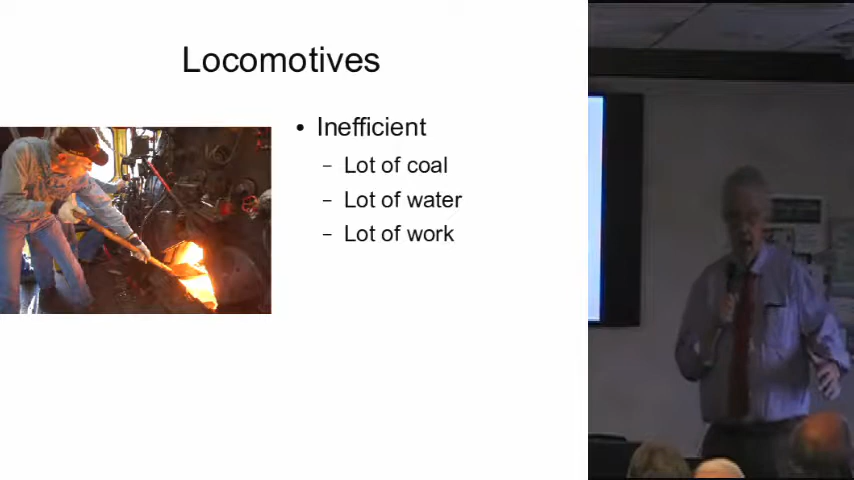 Locomotives
• Inefficient
– Lot of coal
– Lot of water
– Lot of work